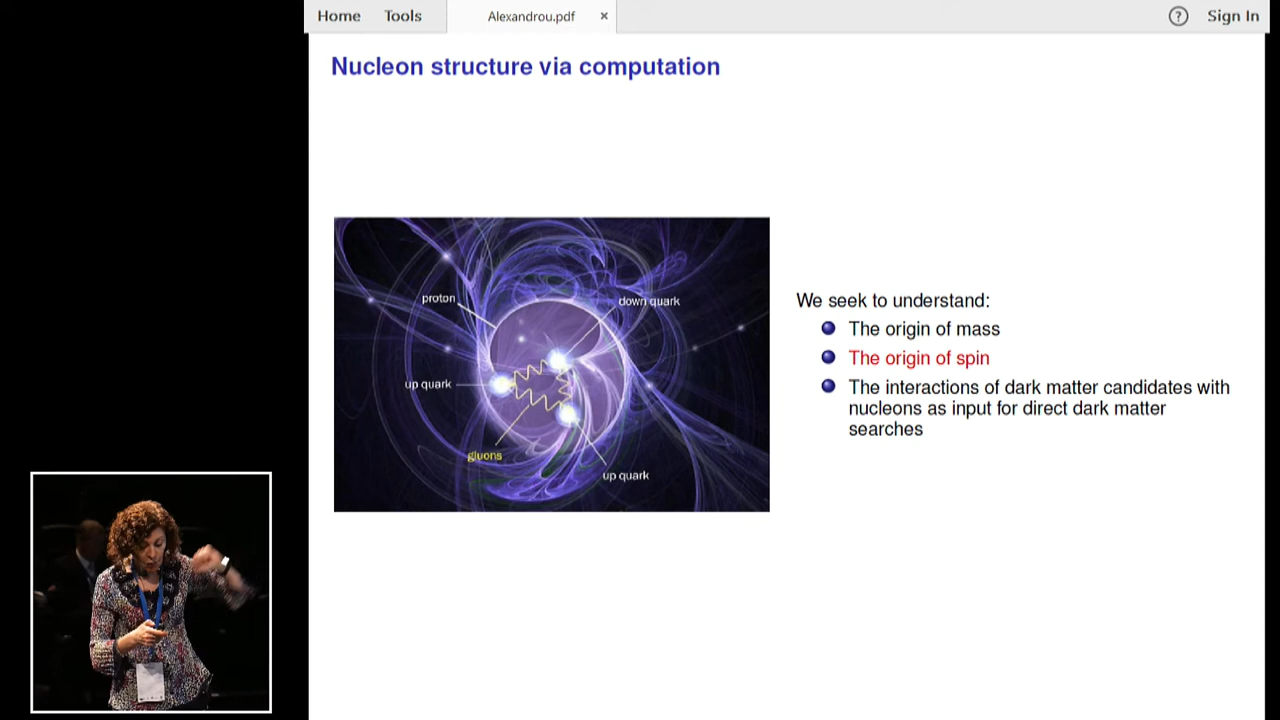 Home Tools Alexandrou.pdf × ? Sign In
Nucleon structure via computation
proton
down quark
up quark
gluons
up quark
We seek to understand:
The origin of mass
The origin of spin
The interactions of dark matter candidates with
nucleons as input for direct dark matter
searches